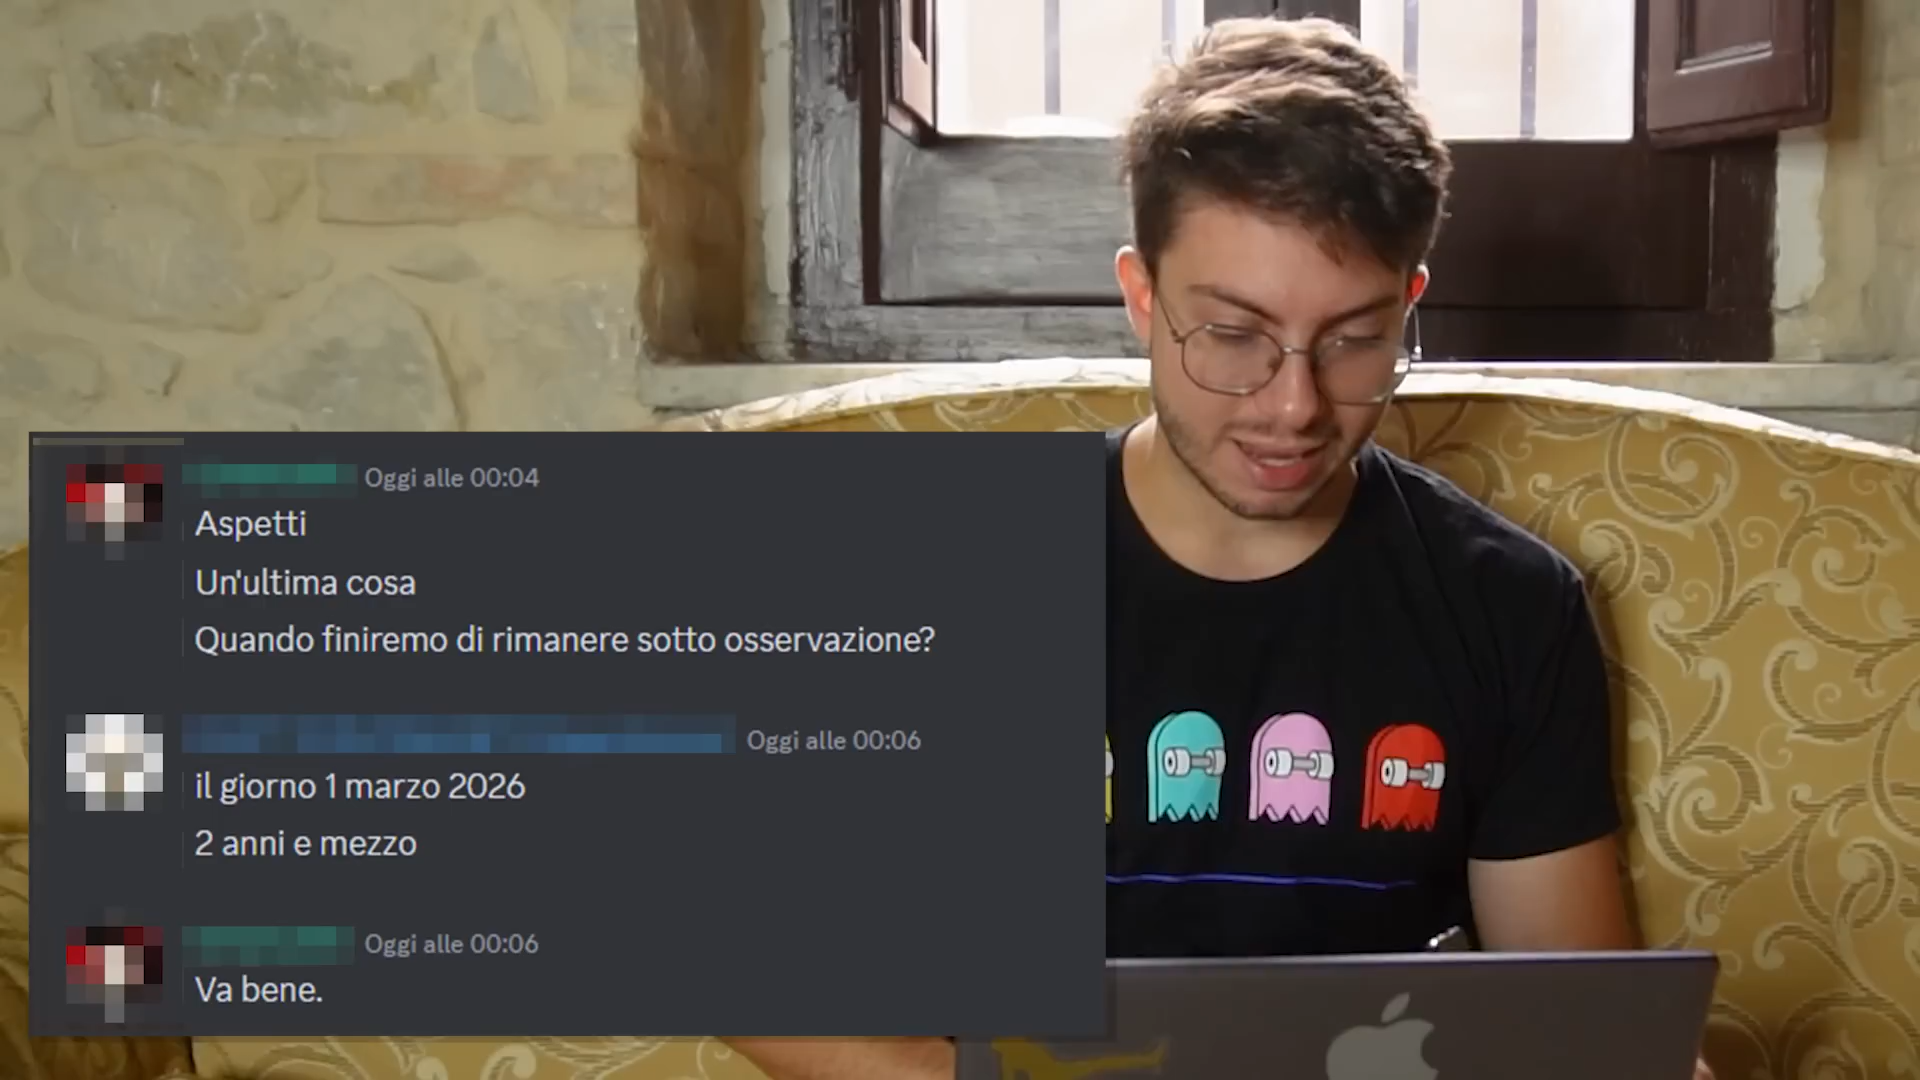 Oggi alle 00:04
Aspetti
Un'ultima cosa
Quando finiremo di rimanere sotto osservazione?
Oggi alle 00:06
il giorno 1 marzo 2026
2 anni e mezzo
Oggi alle 00:06
Va bene.